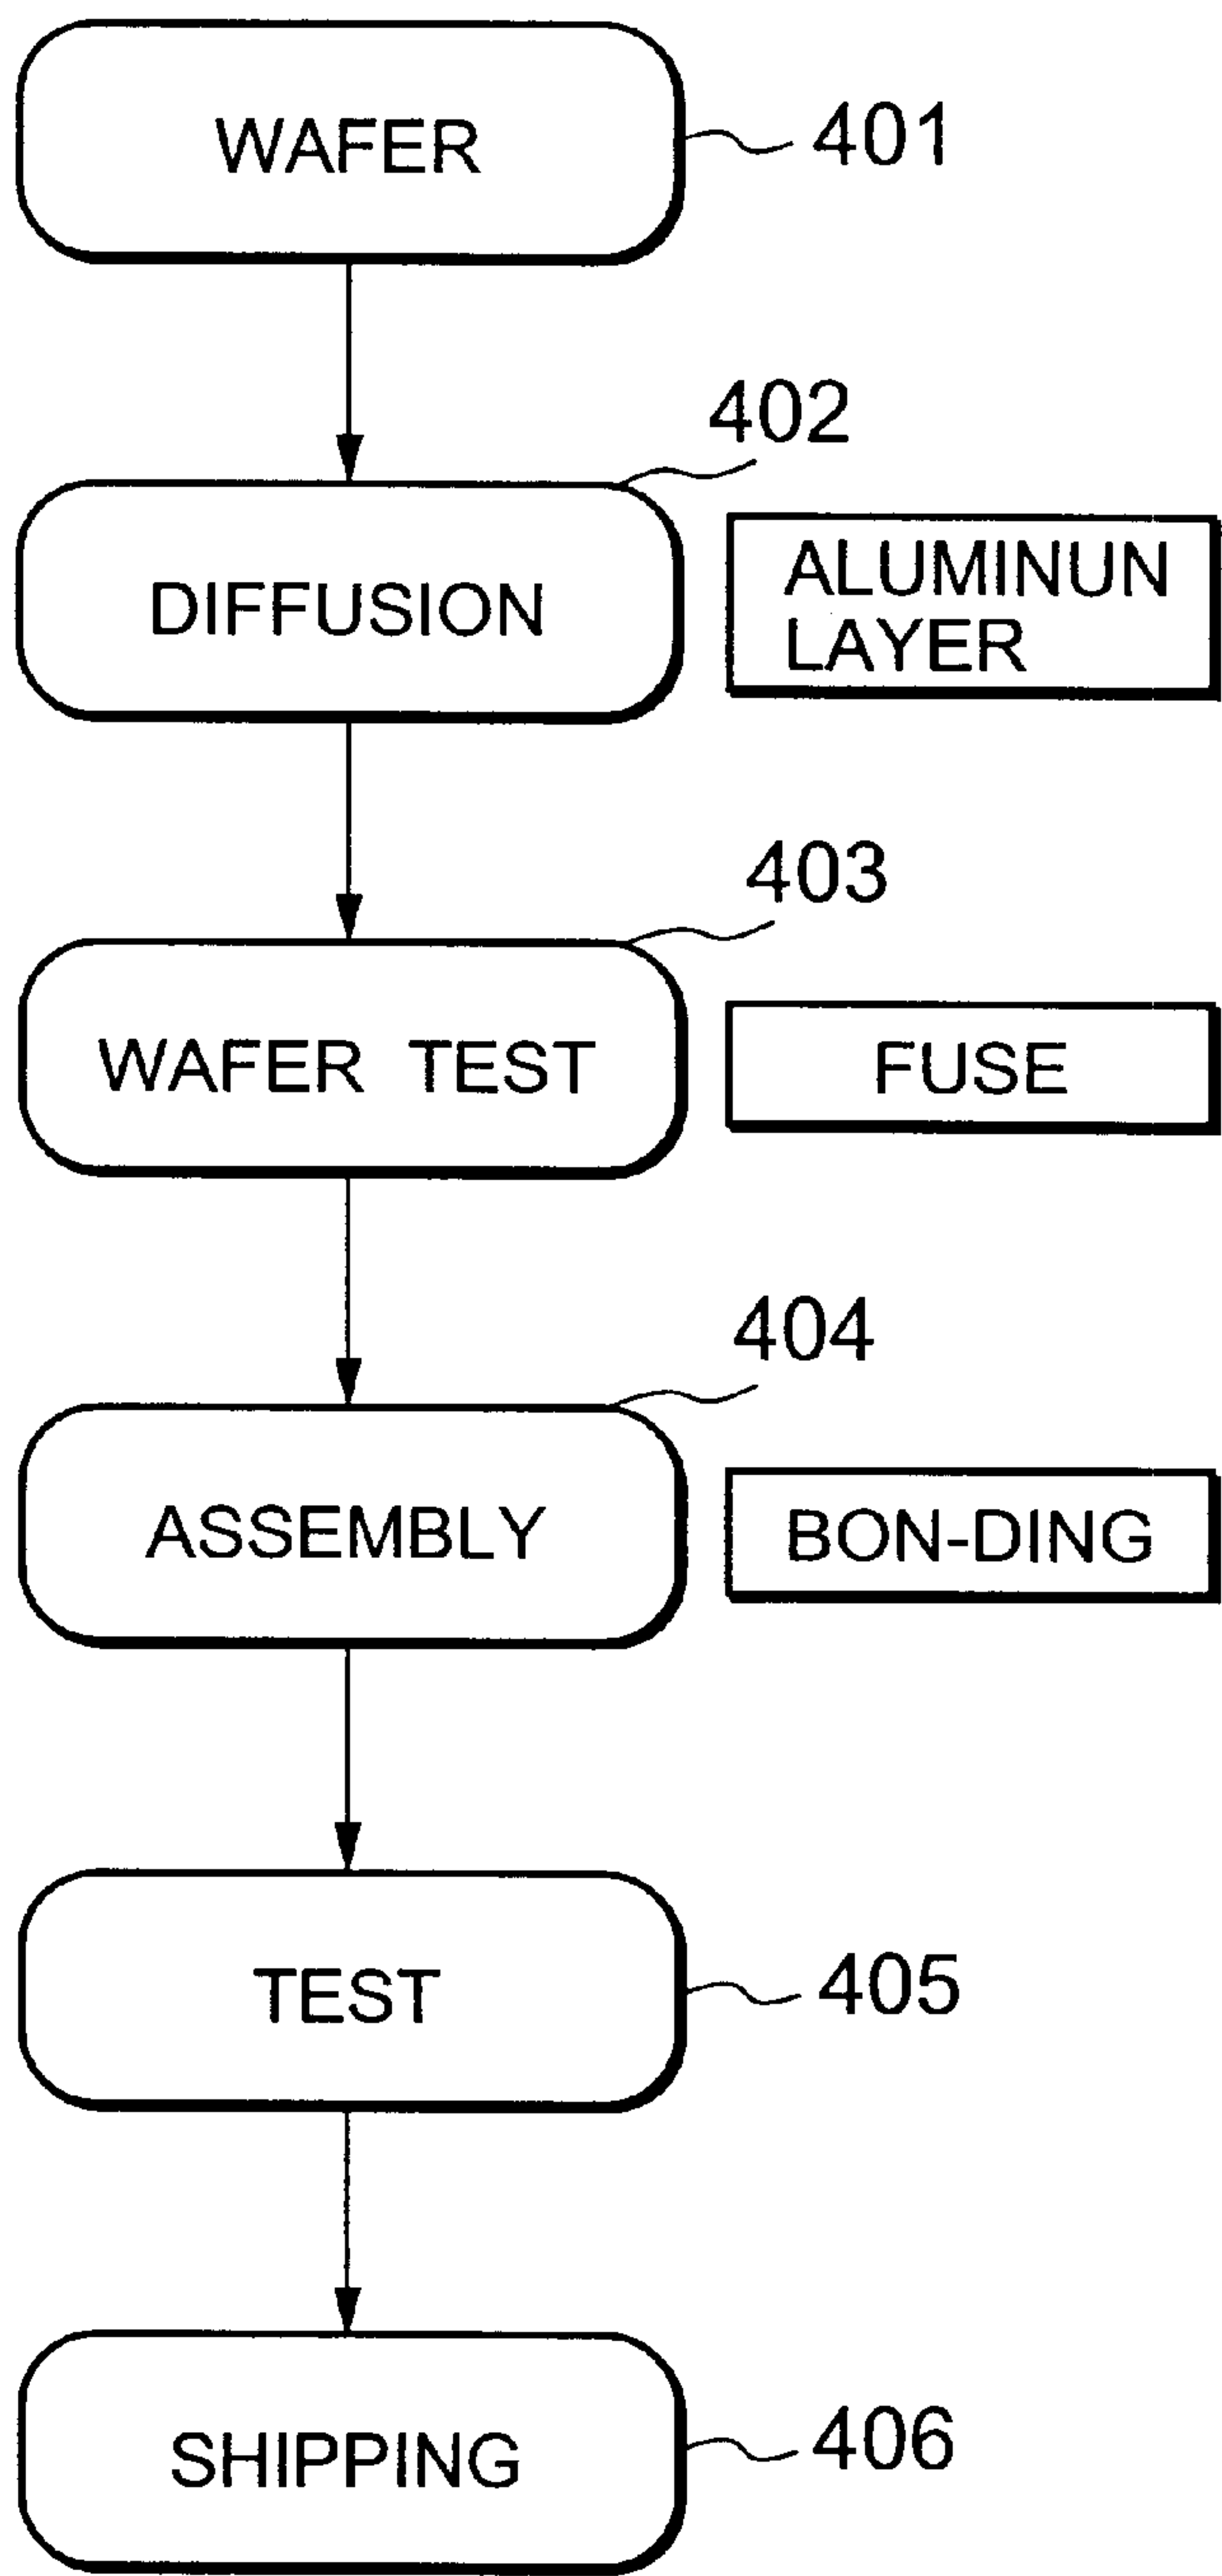 WAFER
401
402
DIFFUSION
ALUMINUN
LAYER
403
WAFER TEST
FUSE
404
ASSEMBLY
BON-DING
TEST
405
SHIPPING
406